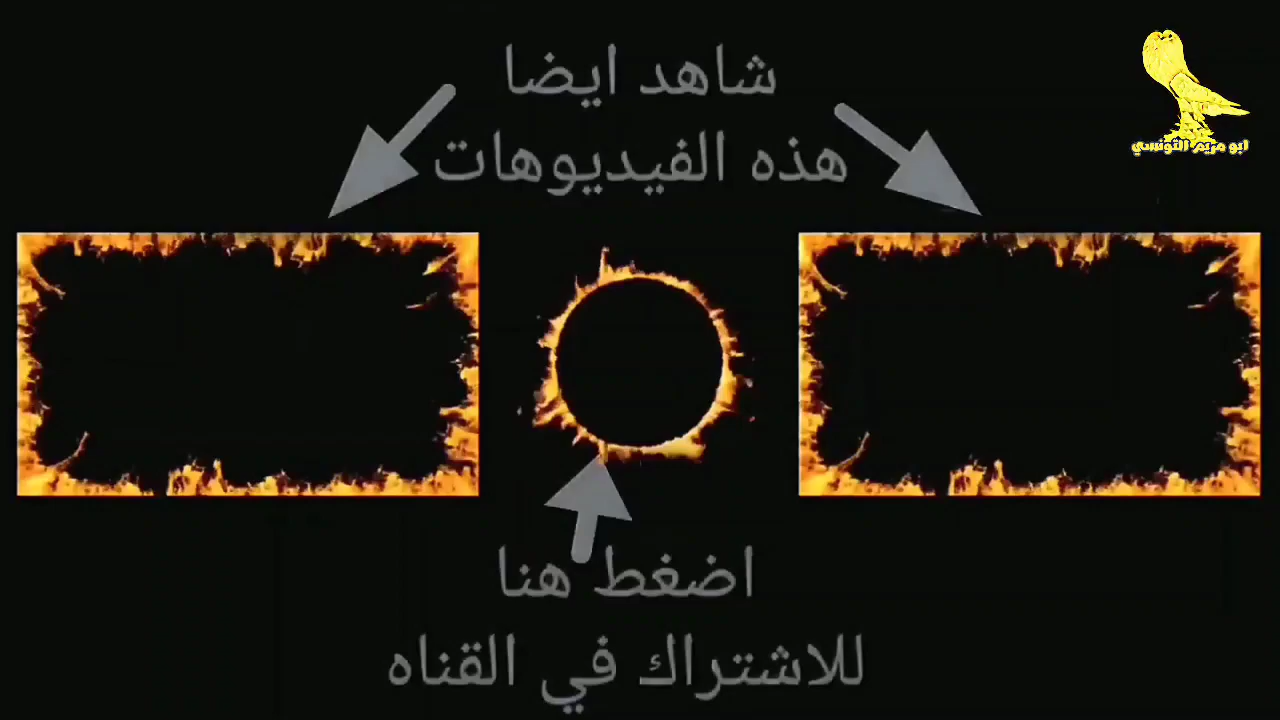 شاهد ايضا
هذه الفيديوهات
ابو مريم التونسي
اضغط هنا
للاشتراك في القناه